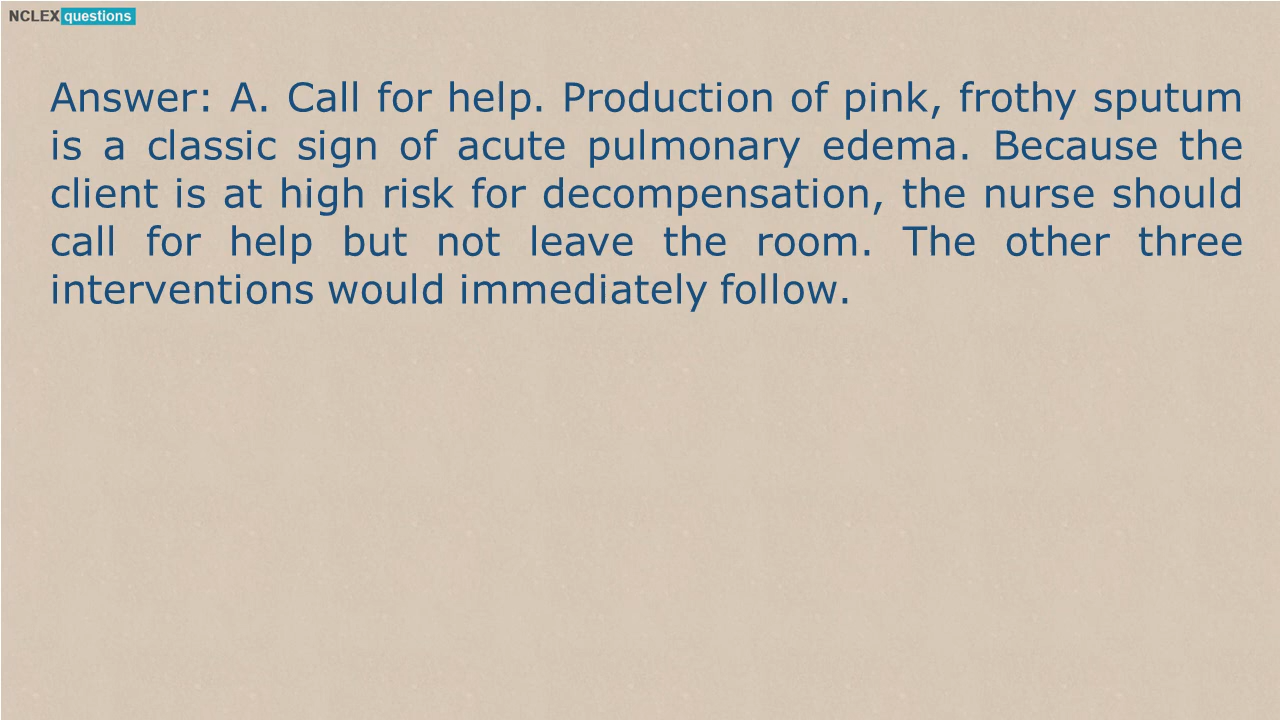 NCLEX questions
Answer: A. Call for help. Production of pink, frothy sputum
is a classic sign of acute pulmonary edema. Because the
client is at high risk for decompensation, the nurse should
call for help but not leave the room. The other three
interventions would immediately follow.